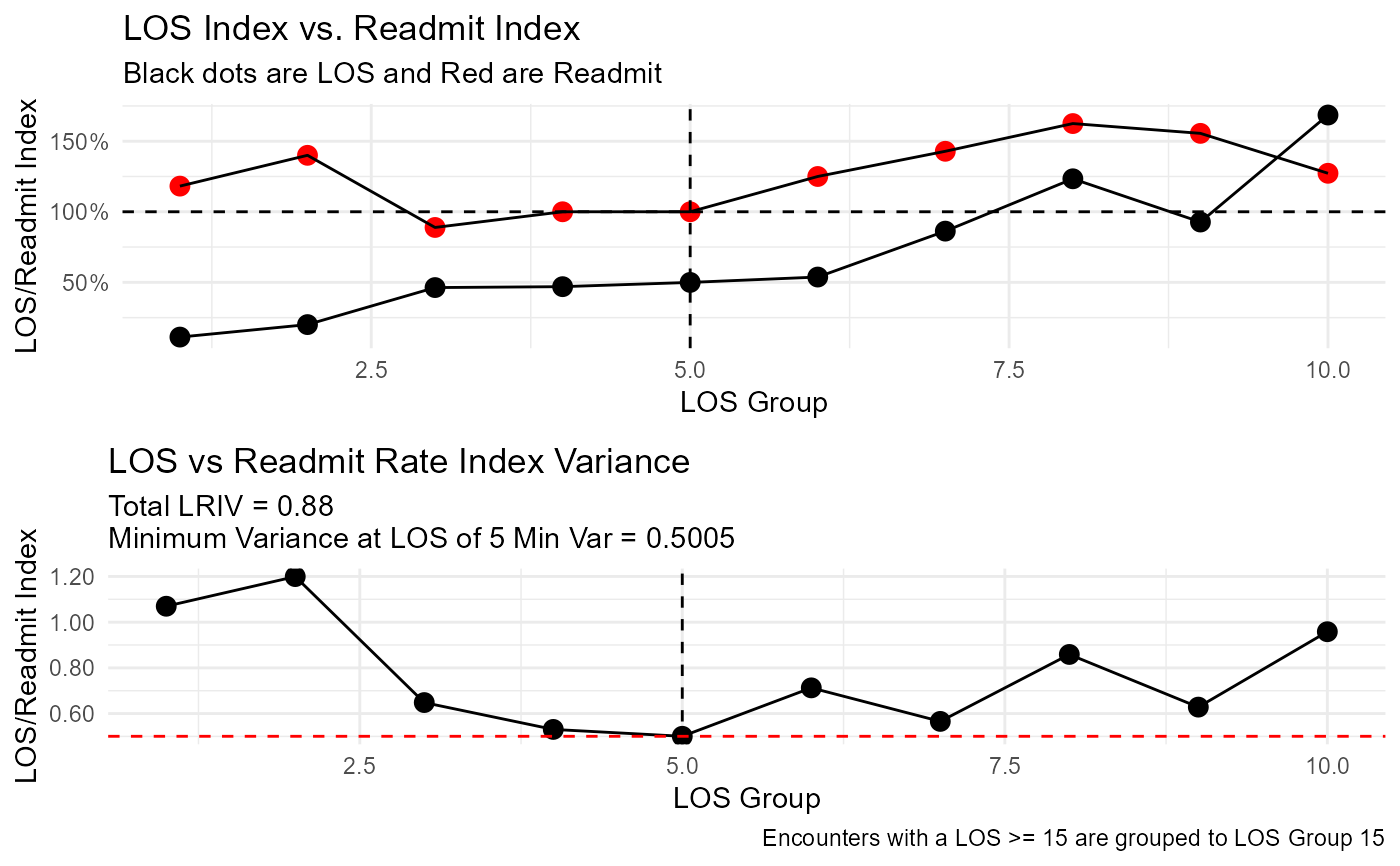 LOS Index vs. Readmit Index
Black dots are LOS and Red are Readmit
LOS/Readmit Index
150%
100%
50%
2.5 5.0 7.5 10.0
LOS Group
LOS vs Readmit Rate Index Variance
Total LRIV = 0.88
Minimum Variance at LOS of 5 Min Var = 0.5005
LOS/Readmit Index
1.20
1.00
0.80
0.60
2.5 5.0 7.5 10.0
LOS Group
Encounters with a LOS >= 15 are grouped to LOS Group 15